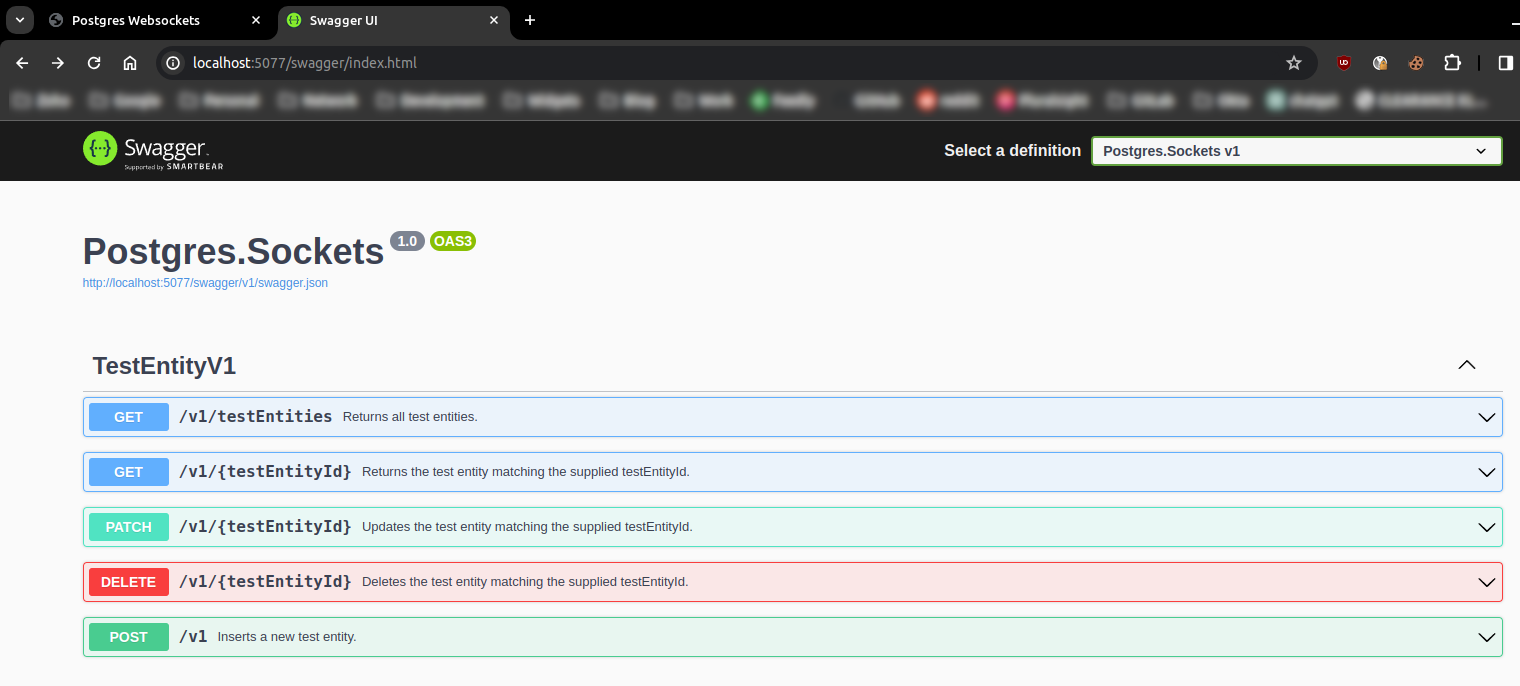 Postgres Websockets
Swagger UI
localhost:5077/swagger/index.html
Swagger.
Supported by SMARTBEAR
Select a definition
Postgres.Sockets v1
Postgres.Sockets 1.0 OAS3
http://localhost:5077/swagger/v1/swagger.json
TestEntityV1
GET /v1/testEntities Returns all test entities.
GET /v1/{testEntityId} Returns the test entity matching the supplied testEntityId.
PATCH /v1/{testEntityId} Updates the test entity matching the supplied testEntityId.
DELETE /v1/{testEntityId} Deletes the test entity matching the supplied testEntityId.
POST /v1 Inserts a new test entity.